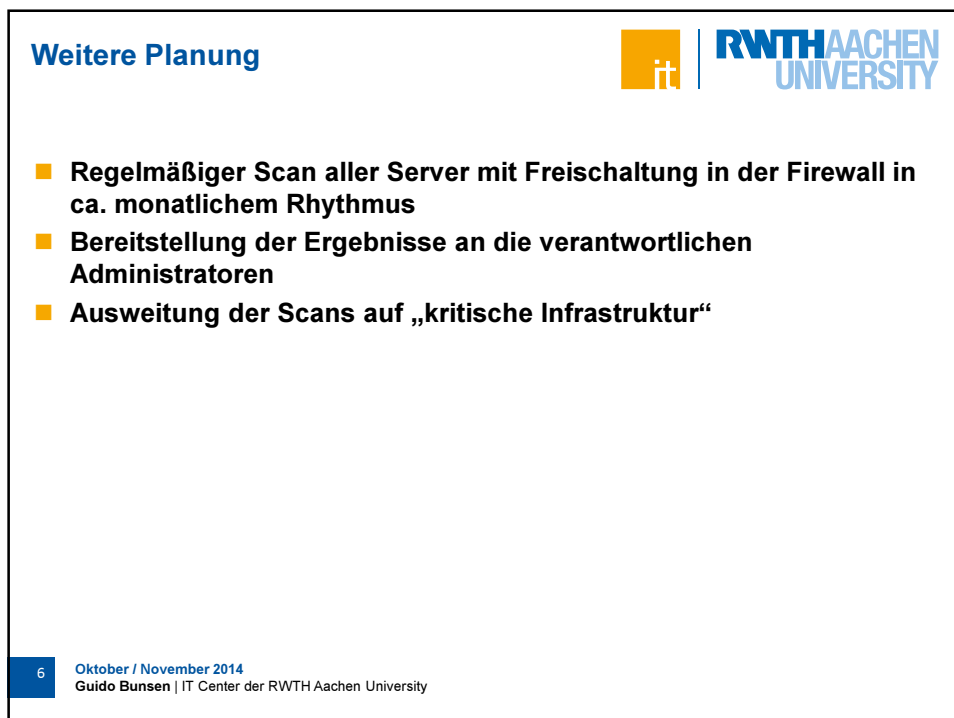 Weitere Planung
it
RWTHAACHEN
UNIVERSITY
Regelmäßiger Scan aller Server mit Freischaltung in der Firewall in
ca. monatlichem Rhythmus
Bereitstellung der Ergebnisse an die verantwortlichen
Administratoren
Ausweitung der Scans auf „kritische Infrastruktur“
6
Oktober / November 2014
Guido Bunsen | IT Center der RWTH Aachen University